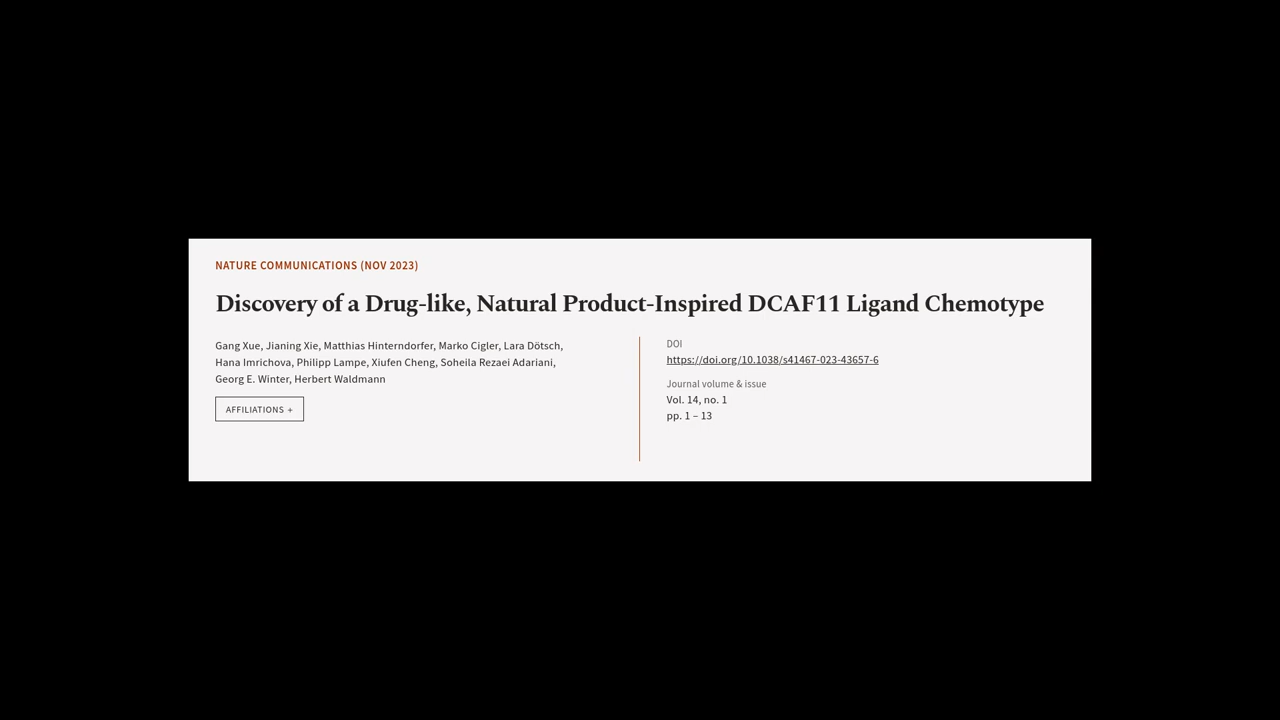 NATURE COMMUNICATIONS (NOV 2023)
Discovery of a Drug-like, Natural Product-Inspired DCAF11 Ligand Chemotype
Gang Xue, Jianing Xie, Matthias Hinterndorfer, Marko Cigler, Lara Dötsch,
Hana Imrichova, Philipp Lampe, Xiufen Cheng, Soheila Rezaei Adariani,
Georg E. Winter, Herbert Waldmann
AFFILIATIONS +
DOI
https://doi.org/10.1038/s41467-023-43657-6
Journal volume & issue
Vol. 14, no. 1
pp. 1 – 13